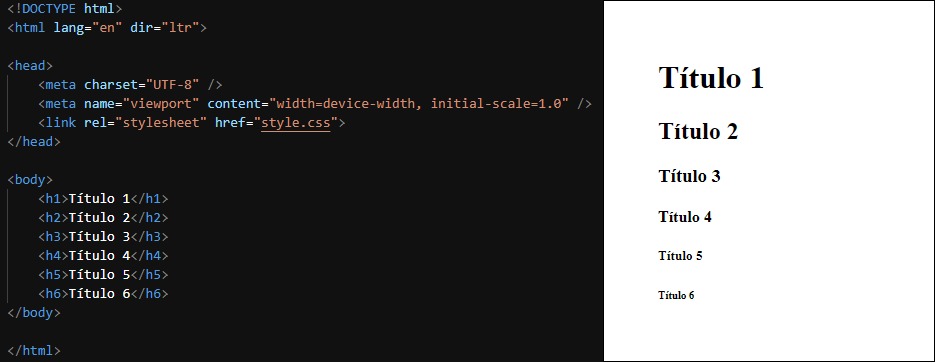 <!DOCTYPE html>
<html lang="en" dir="ltr">
<head>
<meta charset="UTF-8" />
<meta name="viewport" content="width=device-width, initial-scale=1.0" />
<link rel="stylesheet" href="style.css">
</head>
<body>
<h1>Título 1</h1>
<h2>Título 2</h2>
<h3>Título 3</h3>
<h4>Título 4</h4>
<h5>Título 5</h5>
<h6>Título 6</h6>
</body>
</html>
Título 1
Título 2
Título 3
Título 4
Título 5
Título 6